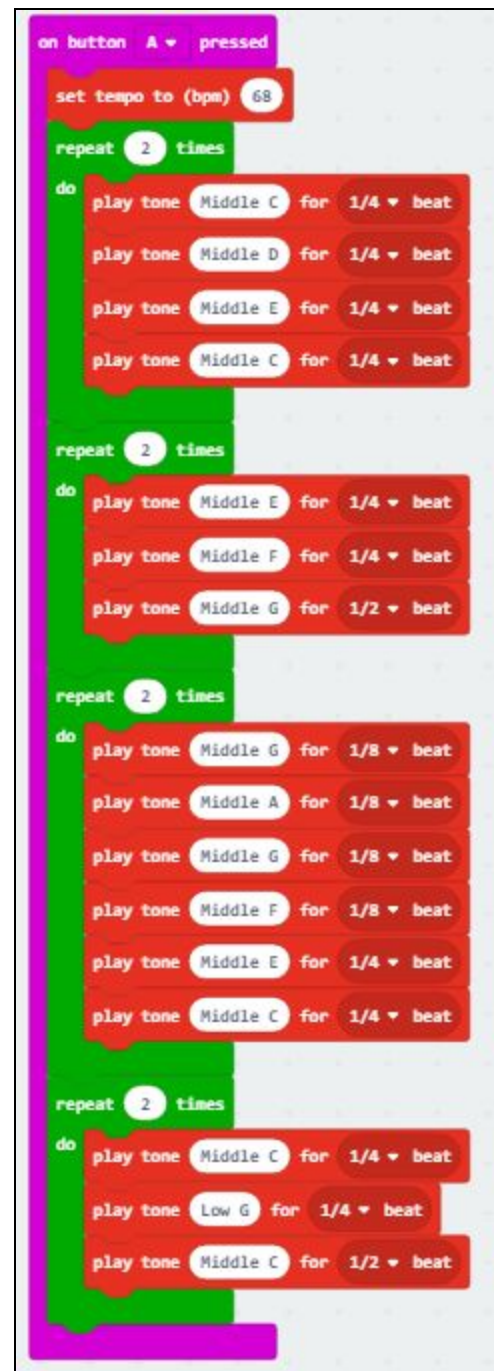 on button A pressed
set tempo to (bpm) 68
repeat 2 times
do play tone Middle C for 1/4 beat
play tone Middle D for 1/4 beat
play tone Middle E for 1/4 beat
play tone Middle C for 1/4 beat
repeat 2 times
do play tone Middle E for 1/4 beat
play tone Middle F for 1/4 beat
play tone Middle G for 1/2 beat
repeat 2 times
do play tone Middle G for 1/8 beat
play tone Middle A for 1/8 beat
play tone Middle G for 1/8 beat
play tone Middle F for 1/8 beat
play tone Middle E for 1/4 beat
play tone Middle C for 1/4 beat
repeat 2 times
do play tone Middle C for 1/4 beat
play tone Low G for 1/4 beat
play tone Middle C for 1/2 beat